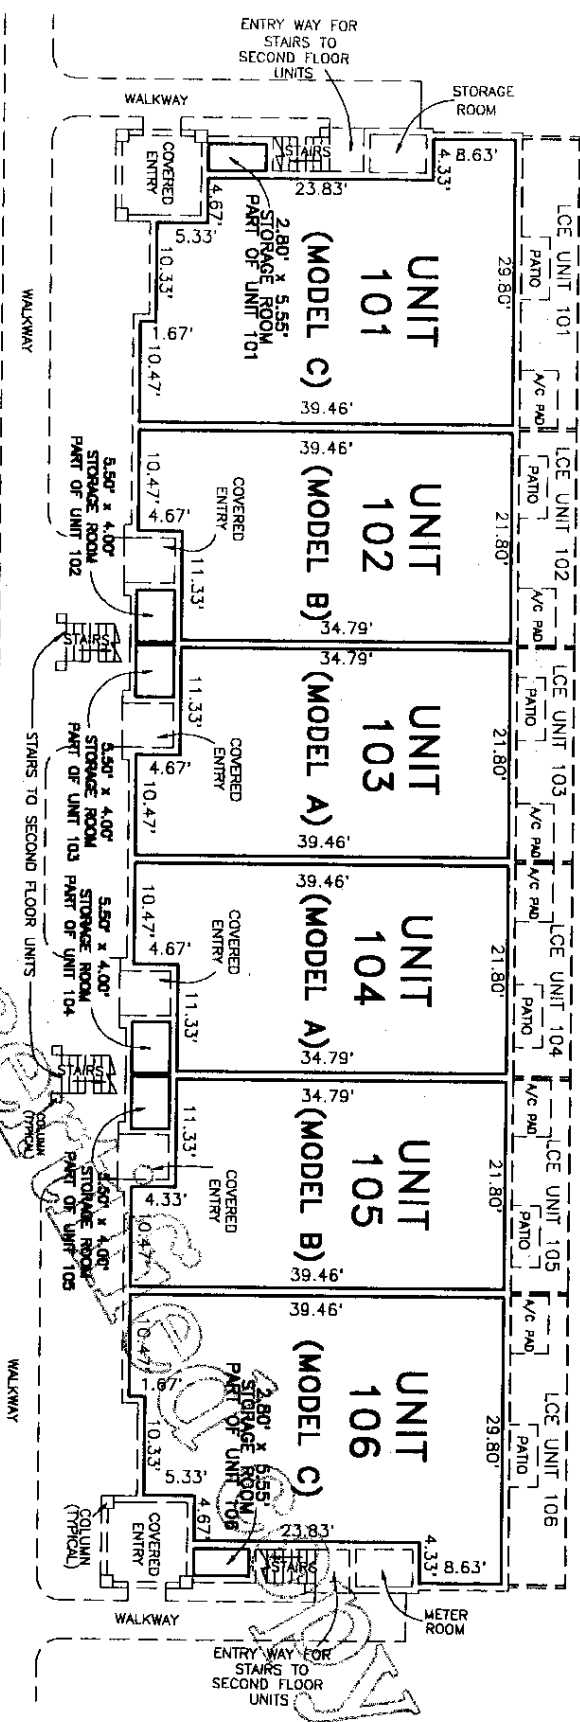 ENTRY WAY FOR
STAIRS TO
SECOND FLOOR
UNITS
STORAGE
ROOM
WALKWAY
STAIRS
COVERED
ENTRY
8.63'
4.33'
23.83'
4.67'
5.33'
2.80' x 5.55'
STORAGE ROOM
PART OF UNIT 101
10.33'
1.67'
10.47'
UNIT
101
(MODEL C)
29.80'
39.46'
PATIO
A/C PAD
LCE UNIT 101
WALKWAY
39.46'
UNIT
102
(MODEL B)
21.80'
10.47'
4.67'
11.33'
34.79'
COVERED
ENTRY
5.50' x 4.00'
STORAGE ROOM
PART OF UNIT 102
PATIO
A/C PAD
LCE UNIT 102
STAIRS
34.79'
UNIT
103
(MODEL A)
21.80'
11.33'
4.67'
10.47'
39.46'
COVERED
ENTRY
5.50' x 4.00'
STORAGE ROOM
PART OF UNIT 103
PATIO
A/C PAD
LCE UNIT 103
STAIRS TO SECOND FLOOR UNITS
39.46'
UNIT
104
(MODEL A)
21.80'
10.47'
4.67'
11.33'
34.79'
COVERED
ENTRY
5.50' x 4.00'
STORAGE ROOM
PART OF UNIT 104
A/C PAD
PATIO
LCE UNIT 104
STAIRS
COLUMN
(TYPICAL)
34.79'
UNIT
105
(MODEL B)
21.80'
11.33'
4.33'
10.47'
39.46'
COVERED
ENTRY
5.50' x 4.00'
STORAGE ROOM
PART OF UNIT 105
A/C PAD
PATIO
LCE UNIT 105
39.46'
UNIT
106
(MODEL C)
29.80'
10.47'
1.67'
10.33'
5.33'
4.67'
2.80' x 5.55'
STORAGE ROOM
PART OF UNIT 106
23.83'
4.33'
8.63'
A/C PAD
PATIO
LCE UNIT 106
WALKWAY
COLUMN
(TYPICAL)
COVERED
ENTRY
STAIRS
WALKWAY
METER
ROOM
ENTRY WAY FOR
STAIRS TO
SECOND FLOOR
UNITS
Certified Copy